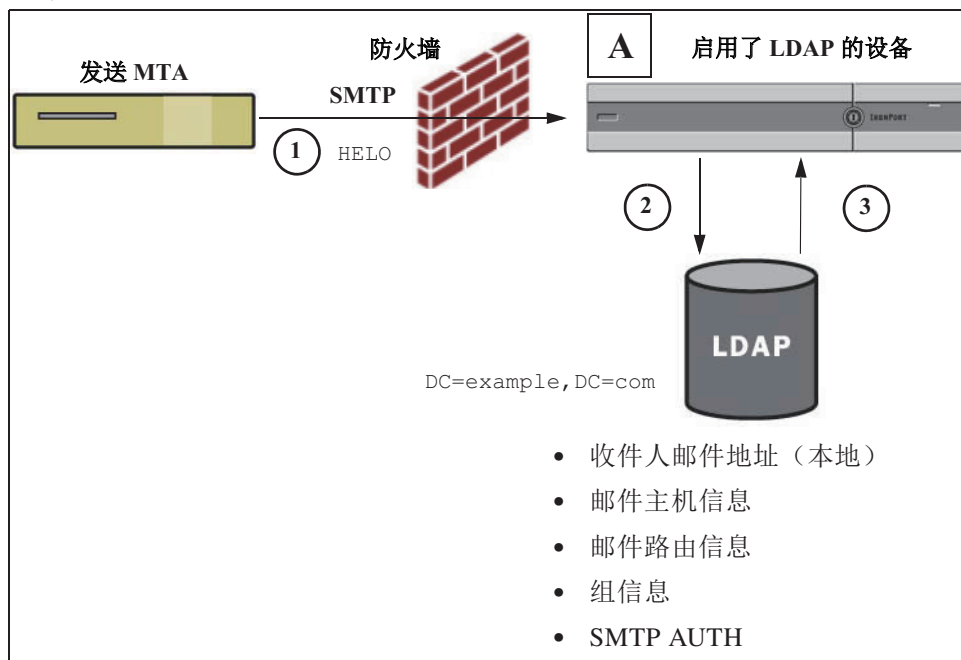 发送 MTA
防火墙
A
启用了 LDAP 的设备
SMTP
1
HELO
IRONPORT
2
3
LDAP
DC=example,DC=com
• 收件人邮件地址（本地）
• 邮件主机信息
• 邮件路由信息
• 组信息
• SMTP AUTH